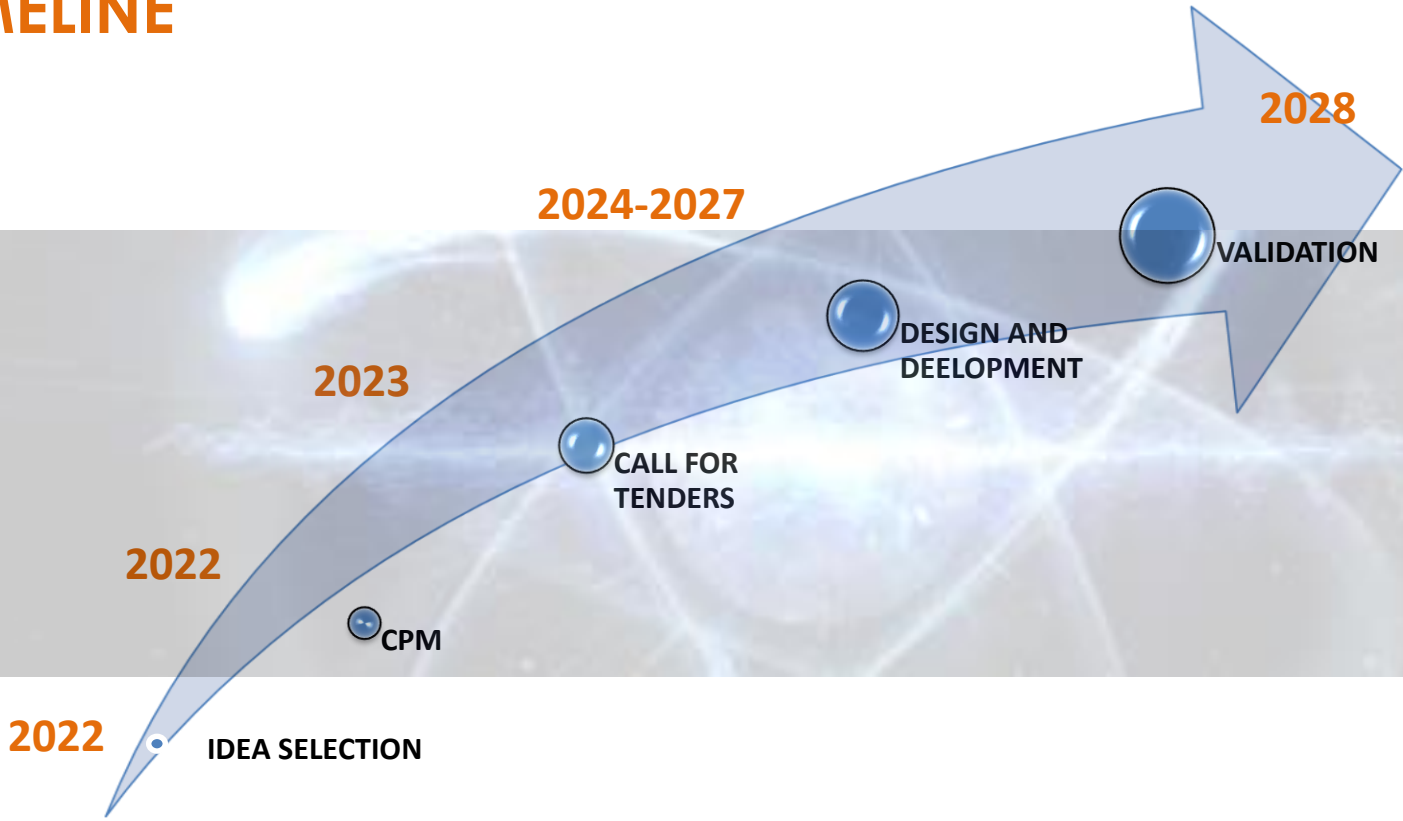 MELINE
2028
2024-2027
VALIDATION
DESIGN AND
DEELOPMENT
2023
CALL FOR
TENDERS
2022
CPM
2022
IDEA SELECTION